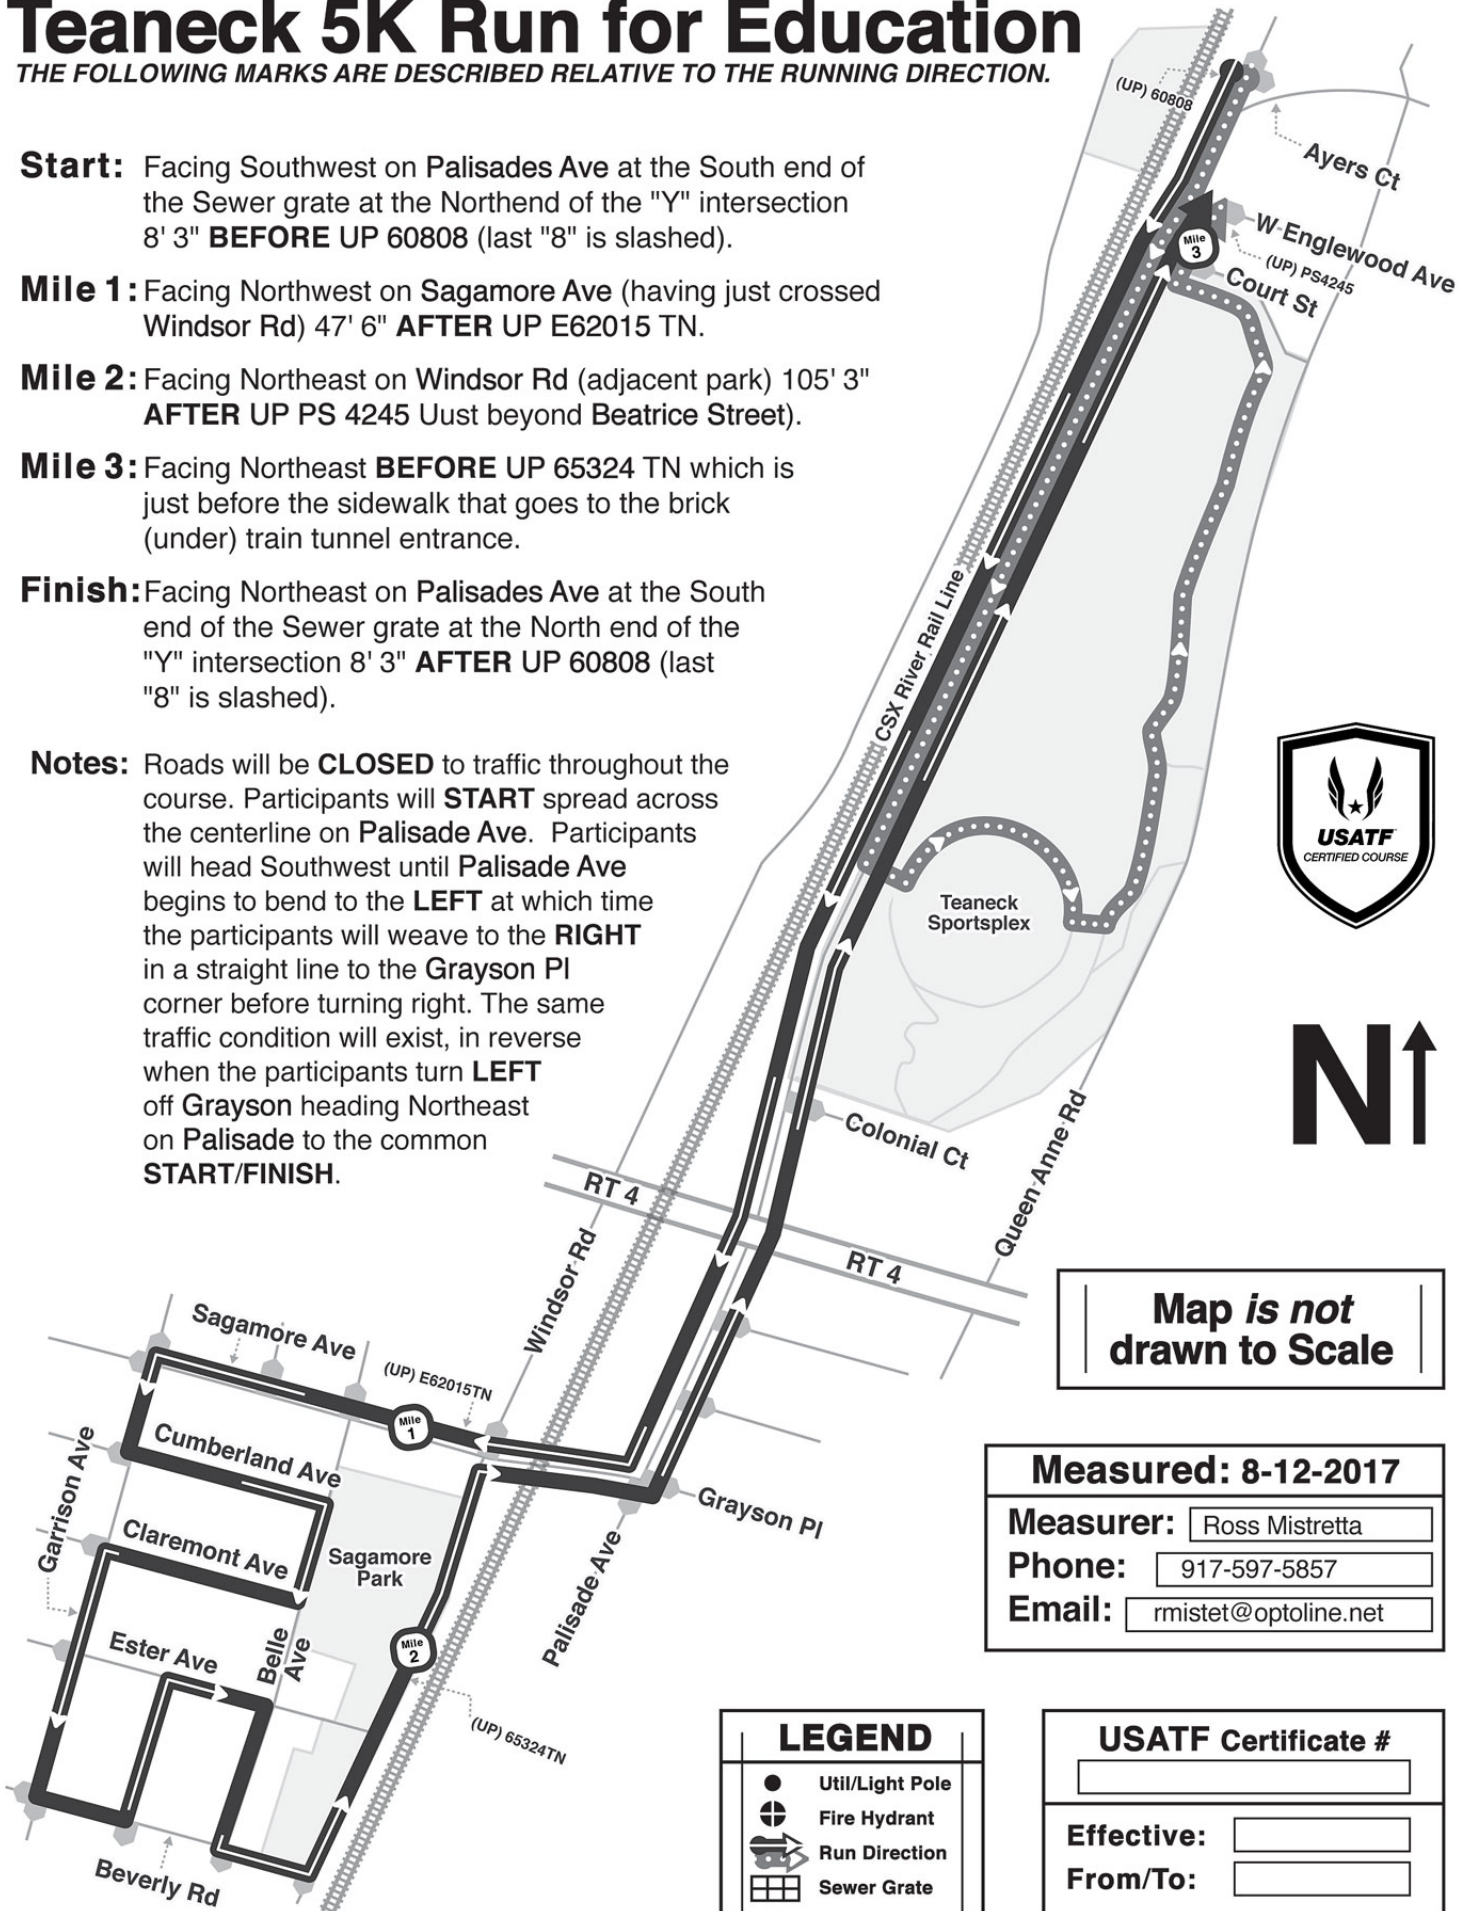 Teaneck 5K Run for Education
THE FOLLOWING MARKS ARE DESCRIBED RELATIVE TO THE RUNNING DIRECTION.
Start: Facing Southwest on Palisades Ave at the South end of
the Sewer grate at the Northend of the "Y" intersection
8' 3" BEFORE UP 60808 (last "8" is slashed).
Mile 1: Facing Northwest on Sagamore Ave (having just crossed
Windsor Rd) 47' 6" AFTER UP E62015 TN.
Mile 2: Facing Northeast on Windsor Rd (adjacent park) 105' 3"
AFTER UP PS 4245 Uust beyond Beatrice Street).
Mile 3: Facing Northeast BEFORE UP 65324 TN which is
just before the sidewalk that goes to the brick
(under) train tunnel entrance.
Finish: Facing Northeast on Palisades Ave at the South
end of the Sewer grate at the North end of the
"Y" intersection 8' 3" AFTER UP 60808 (last
"8" is slashed).
Notes: Roads will be CLOSED to traffic throughout the
course. Participants will START spread across
the centerline on Palisade Ave. Participants
will head Southwest until Palisade Ave
begins to bend to the LEFT at which time
the participants will weave to the RIGHT
in a straight line to the Grayson Pl
corner before turning right. The same
traffic condition will exist, in reverse
when the participants turn LEFT
off Grayson heading Northeast
on Palisade to the common
START/FINISH.
(UP) 60808
Ayers Ct
W Englewood Ave
(UP) PS4245
Court St
Mile
3
CSX River Rail Line
Teaneck
Sportsplex
USATF
CERTIFIED COURSE
N
Colonial Ct
Queen Anne Rd
RT 4
RT 4
Windsor Rd
Sagamore Ave
(UP) E62015TN
Mile
1
Cumberland Ave
Garrison Ave
Claremont Ave
Sagamore
Park
Grayson Pl
Palisade Ave
Ester Ave
Belle
Ave
Mile
2
(UP) 65324TN
Beverly Rd
Map is not
drawn to Scale
Measured: 8-12-2017
Measurer: Ross Mistretta
Phone: 917-597-5857
Email: rmistet@optoline.net
LEGEND
Util/Light Pole
Fire Hydrant
Run Direction
Sewer Grate
USATF Certificate #
Effective:
From/To: